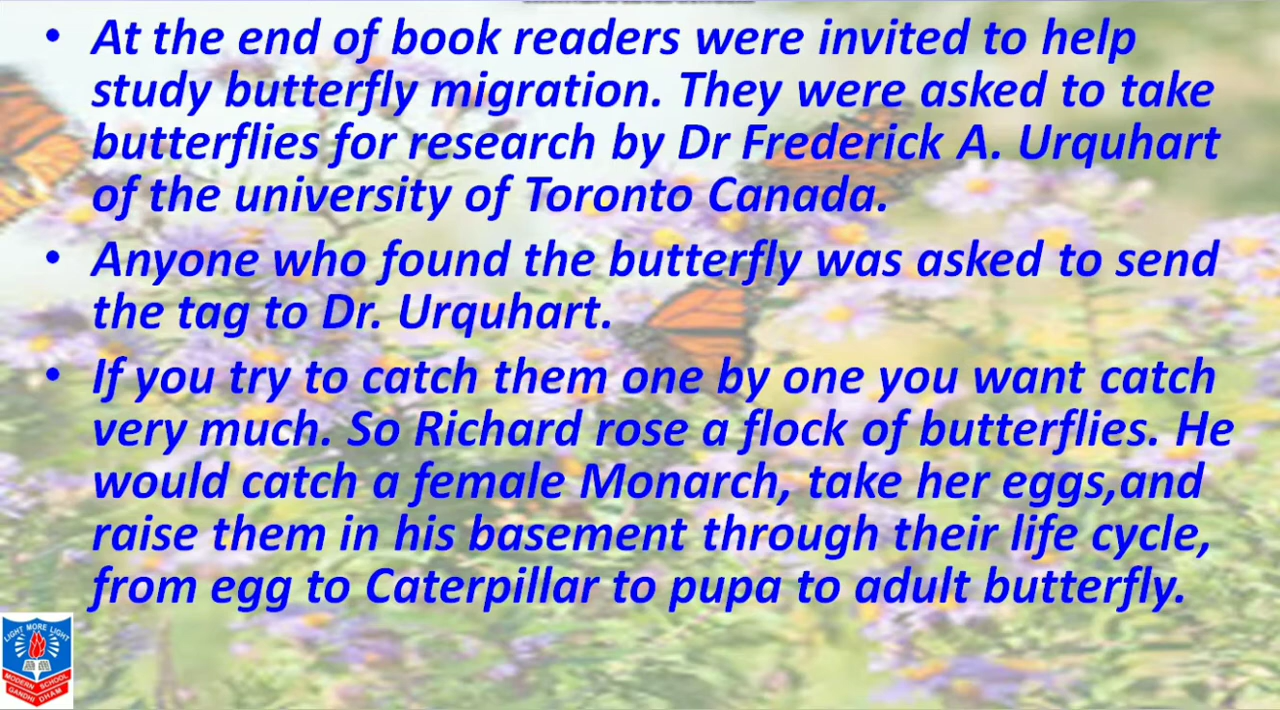 • At the end of book readers were invited to help
study butterfly migration. They were asked to take
butterflies for research by Dr Frederick A. Urquhart
of the university of Toronto Canada.
• Anyone who found the butterfly was asked to send
the tag to Dr. Urquhart.
• If you try to catch them one by one you want catch
very much. So Richard rose a flock of butterflies. He
would catch a female Monarch, take her eggs,and
raise them in his basement through their life cycle,
from egg to Caterpillar to pupa to adult butterfly.
LIGHT MORE LIGHT
MODERN SCHOOL
GANDHI DHAM